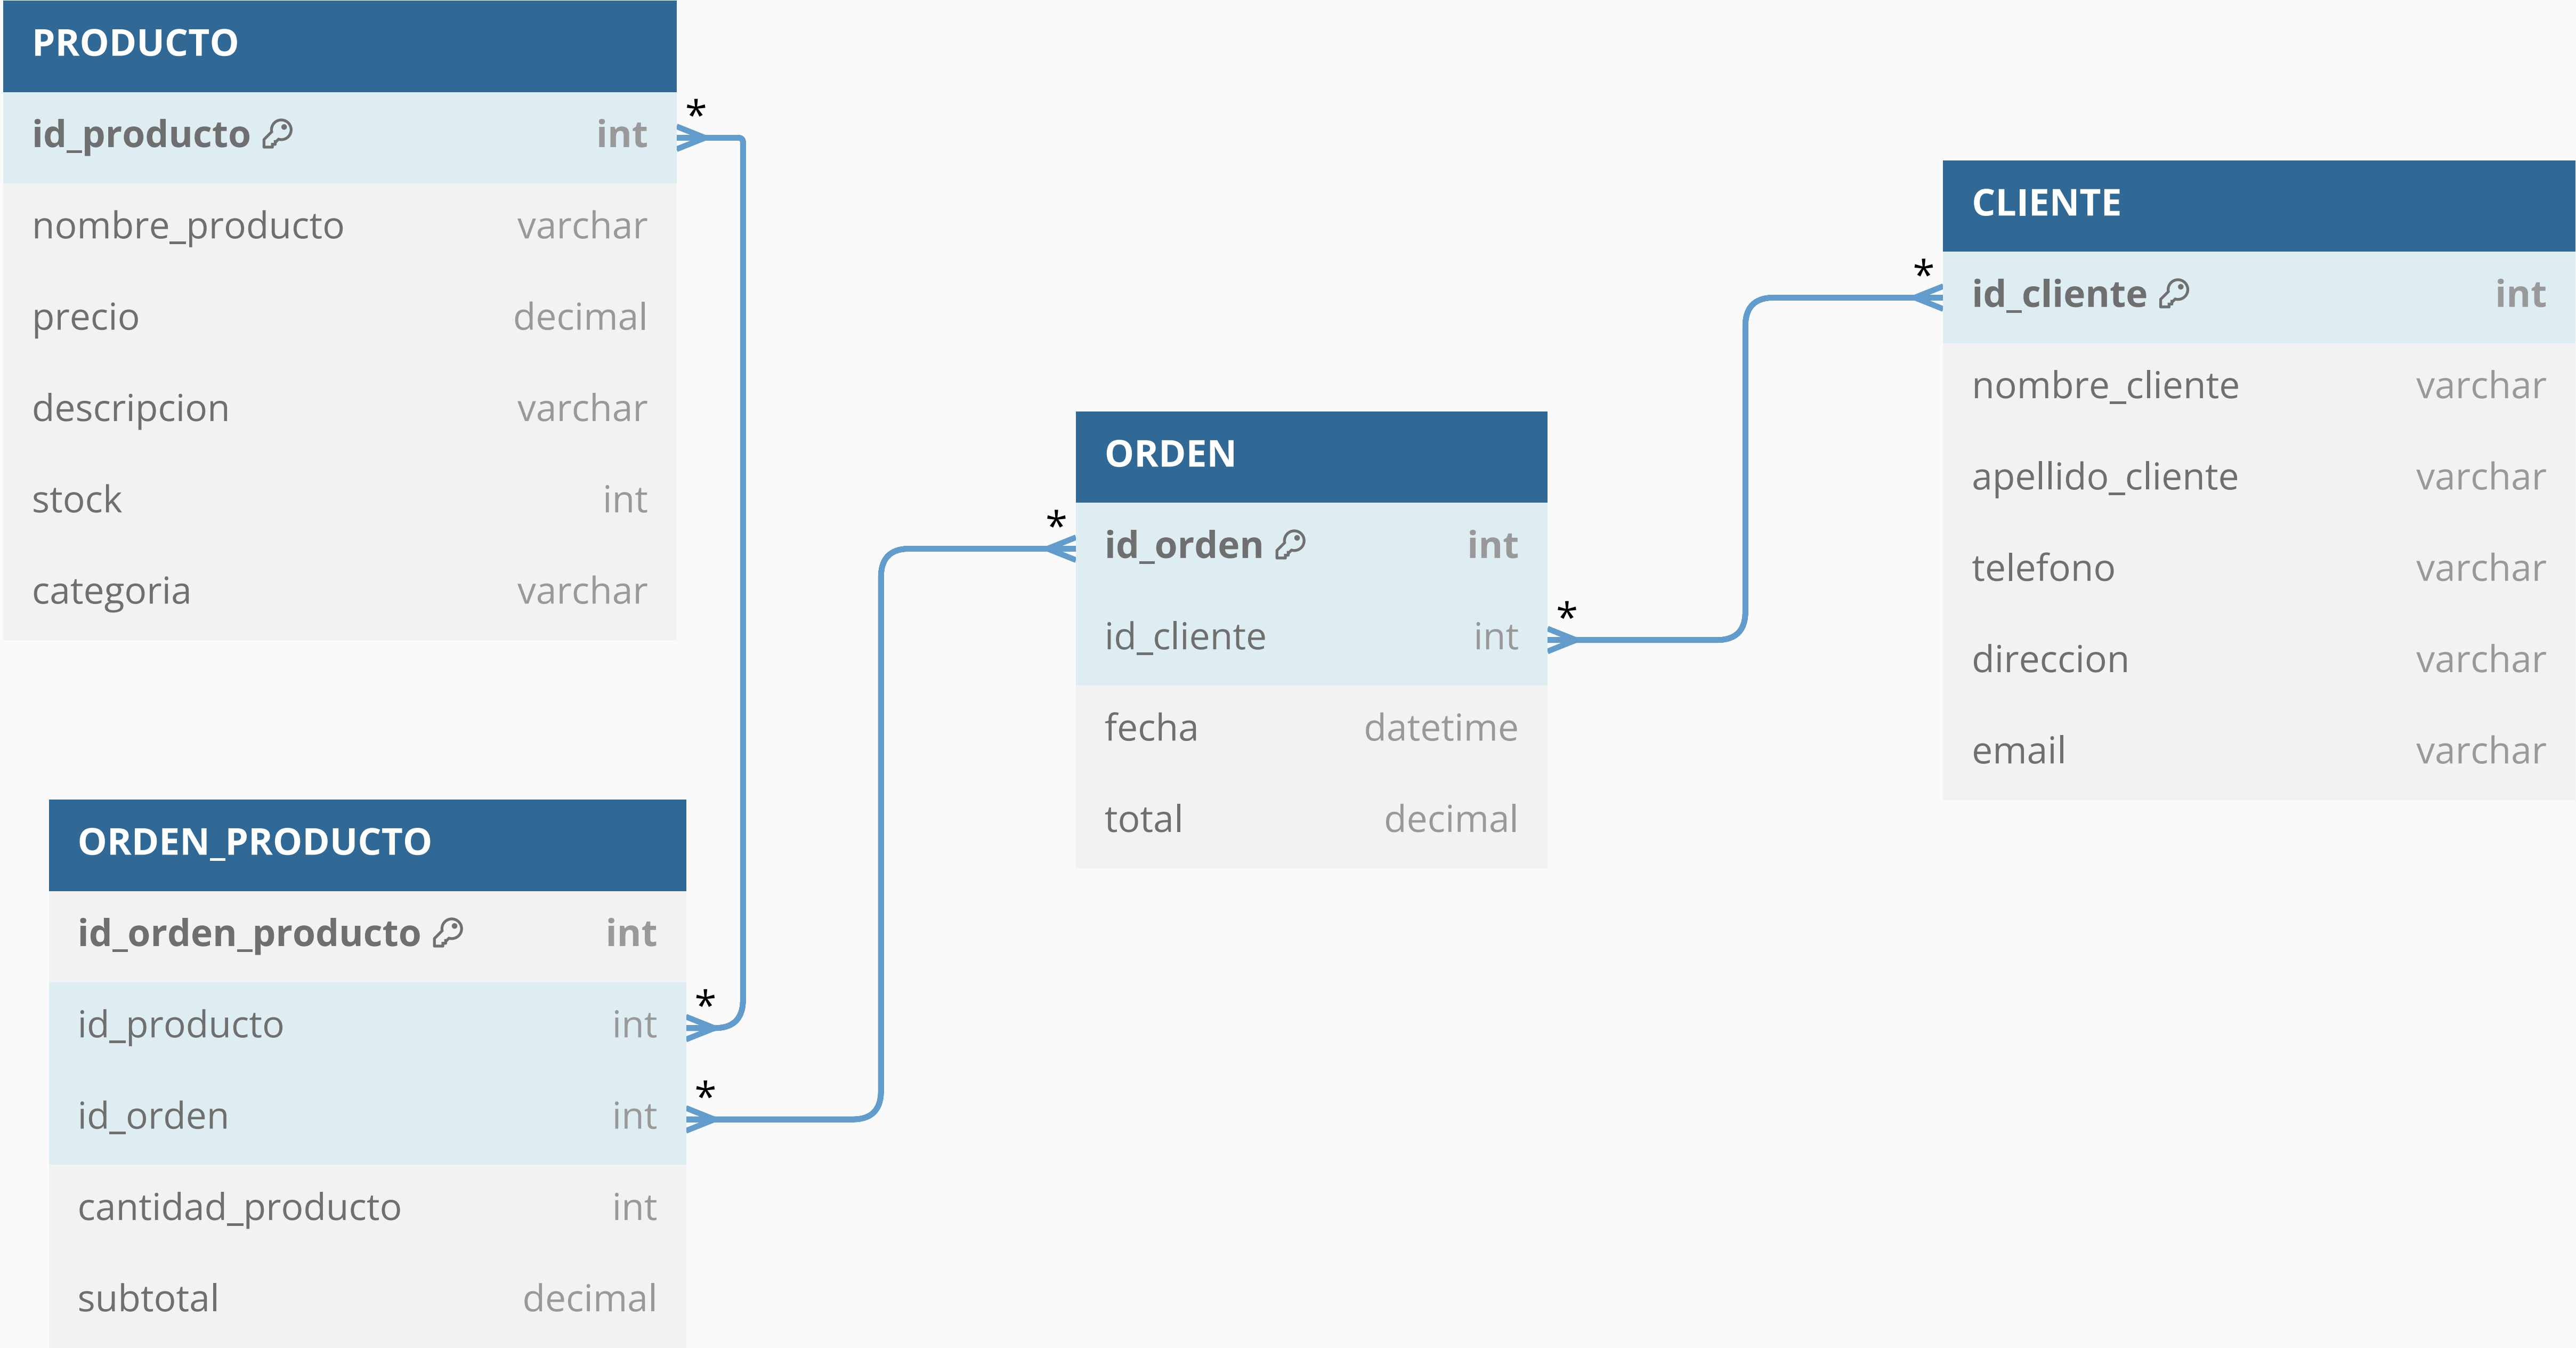 PRODUCTO
id_producto int
nombre_producto varchar
precio decimal
descripcion varchar
stock int
categoria varchar
*
ORDEN_PRODUCTO
id_orden_producto int
id_producto int
id_orden int
cantidad_producto int
subtotal decimal
*
*
ORDEN
id_orden int
id_cliente int
fecha datetime
total decimal
*
*
CLIENTE
id_cliente int
nombre_cliente varchar
apellido_cliente varchar
telefono varchar
direccion varchar
email varchar
*